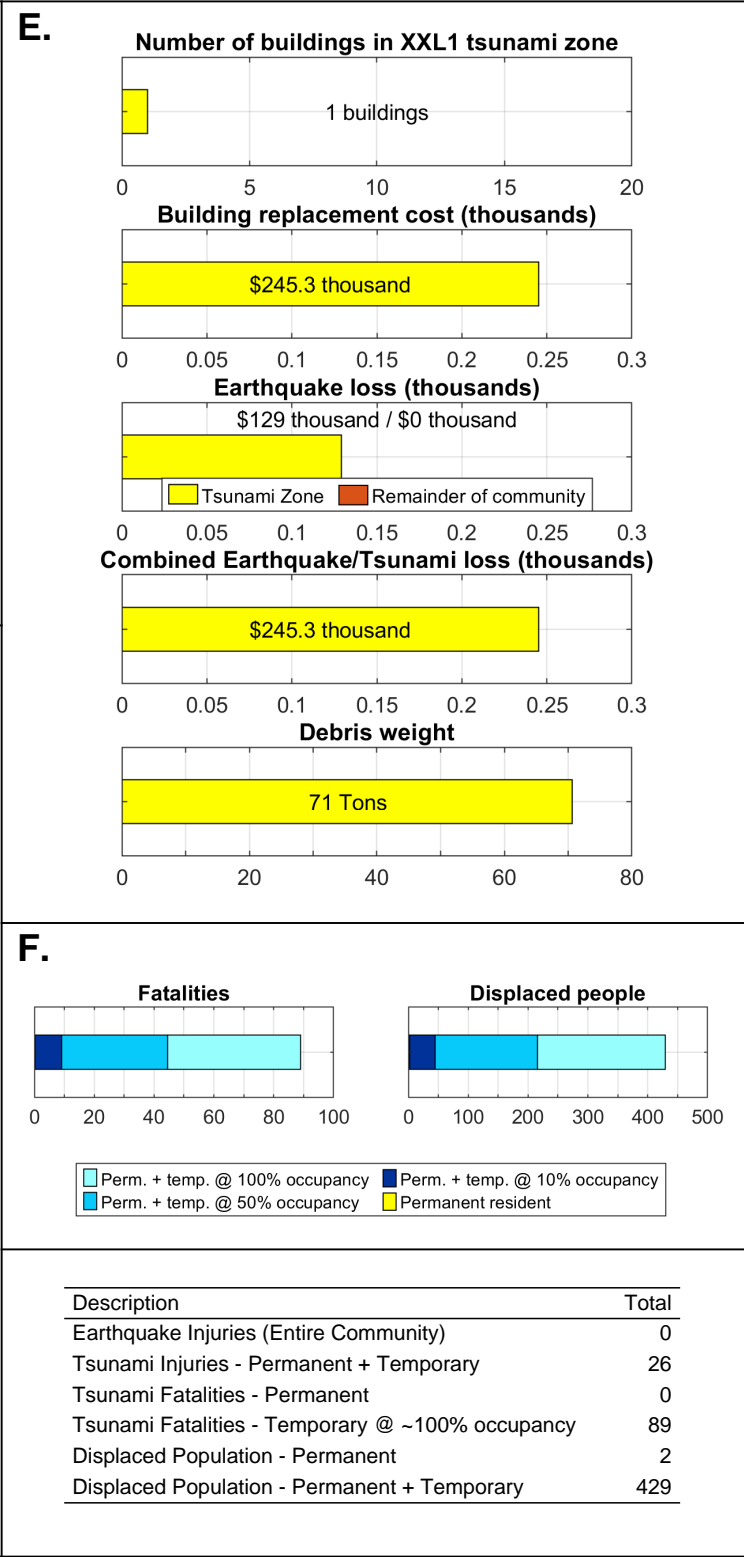 E.
Number of buildings in XXL1 tsunami zone
1 buildings
0 5 10 15 20
Building replacement cost (thousands)
$245.3 thousand
0 0.05 0.1 0.15 0.2 0.25 0.3
Earthquake loss (thousands)
$129 thousand / $0 thousand
Tsunami Zone Remainder of community
0 0.05 0.1 0.15 0.2 0.25 0.3
Combined Earthquake/Tsunami loss (thousands)
$245.3 thousand
0 0.05 0.1 0.15 0.2 0.25 0.3
Debris weight
71 Tons
0 20 40 60 80
F.
Fatalities Displaced people
0 20 40 60 80 100 0 100 200 300 400 500
Perm. + temp. @ 100% occupancy Perm. + temp. @ 10% occupancy
Perm. + temp. @ 50% occupancy Permanent resident
Description Total
Earthquake Injuries (Entire Community) 0
Tsunami Injuries - Permanent + Temporary 26
Tsunami Fatalities - Permanent 0
Tsunami Fatalities - Temporary @ ~100% occupancy 89
Displaced Population - Permanent 2
Displaced Population - Permanent + Temporary 429